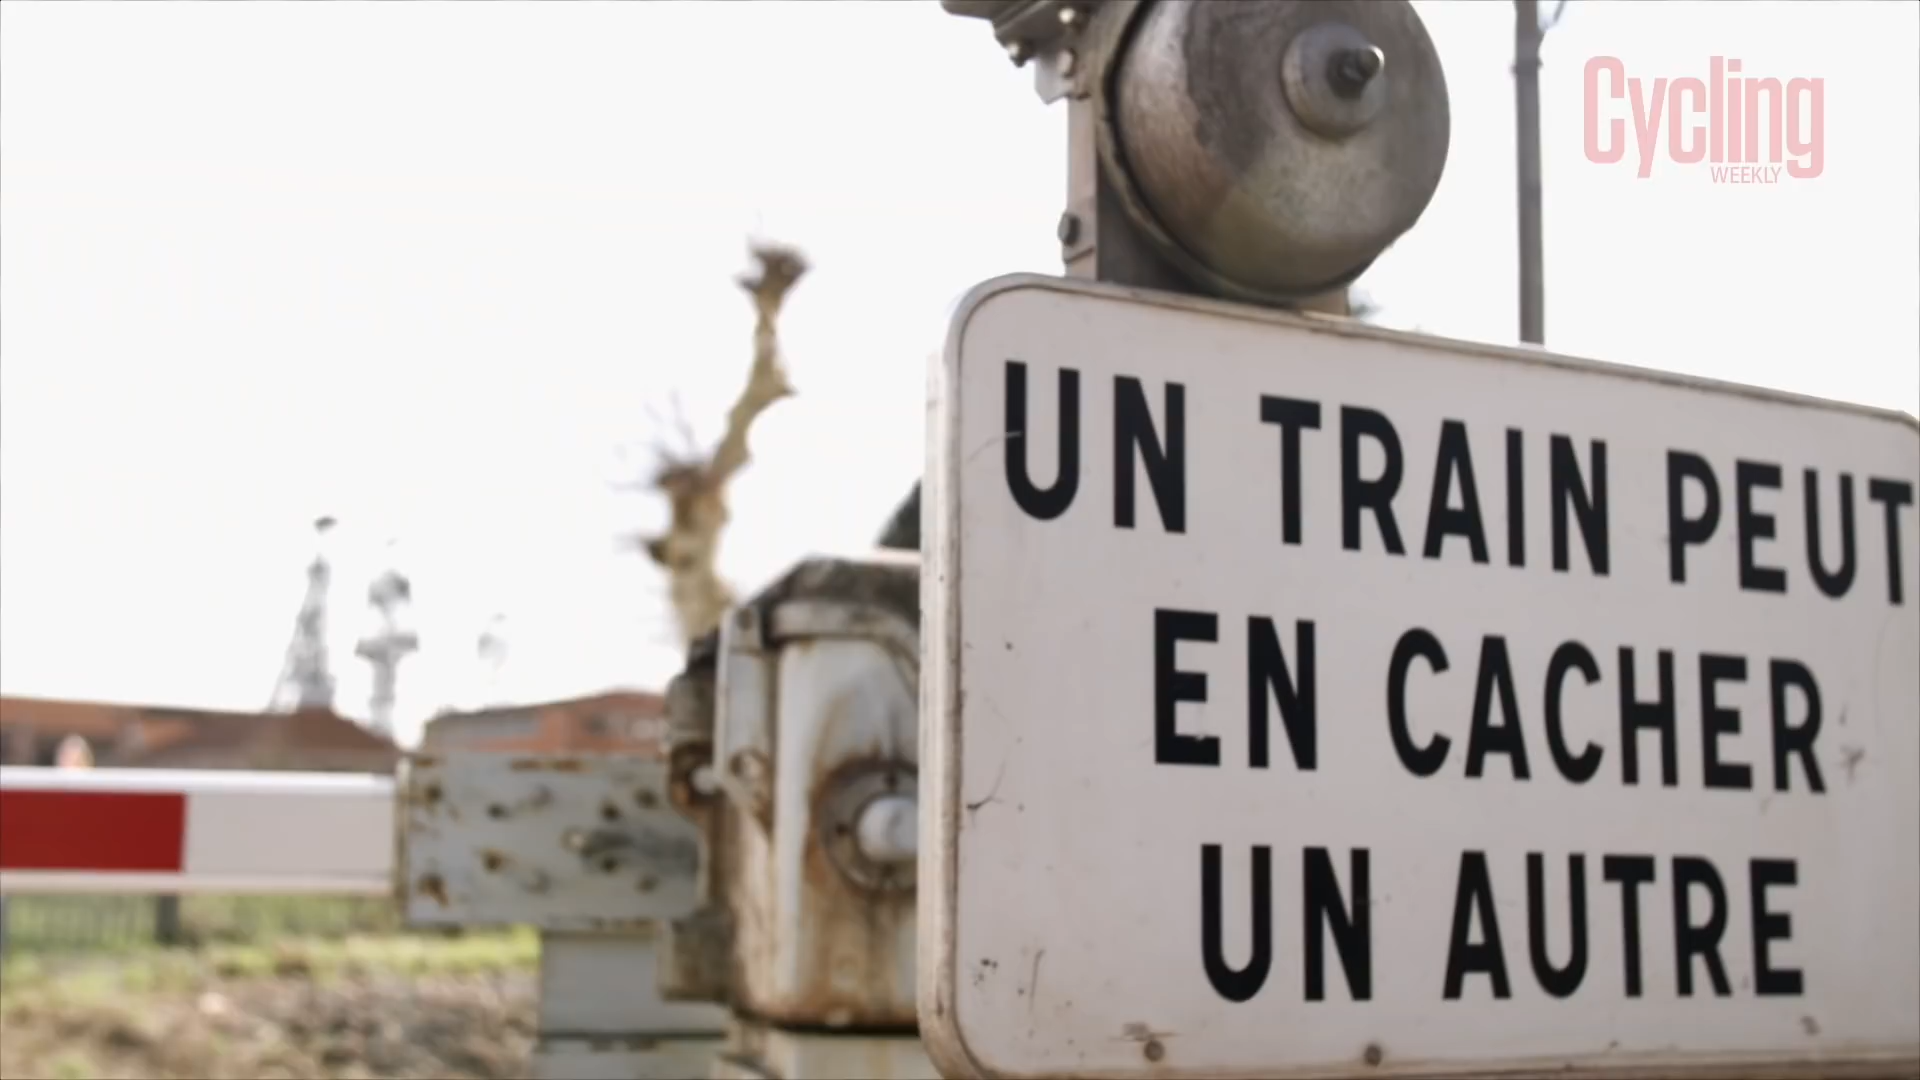 Cycling
WEEKLY
UN TRAIN PEUT
EN CACHER
UN AUTRE